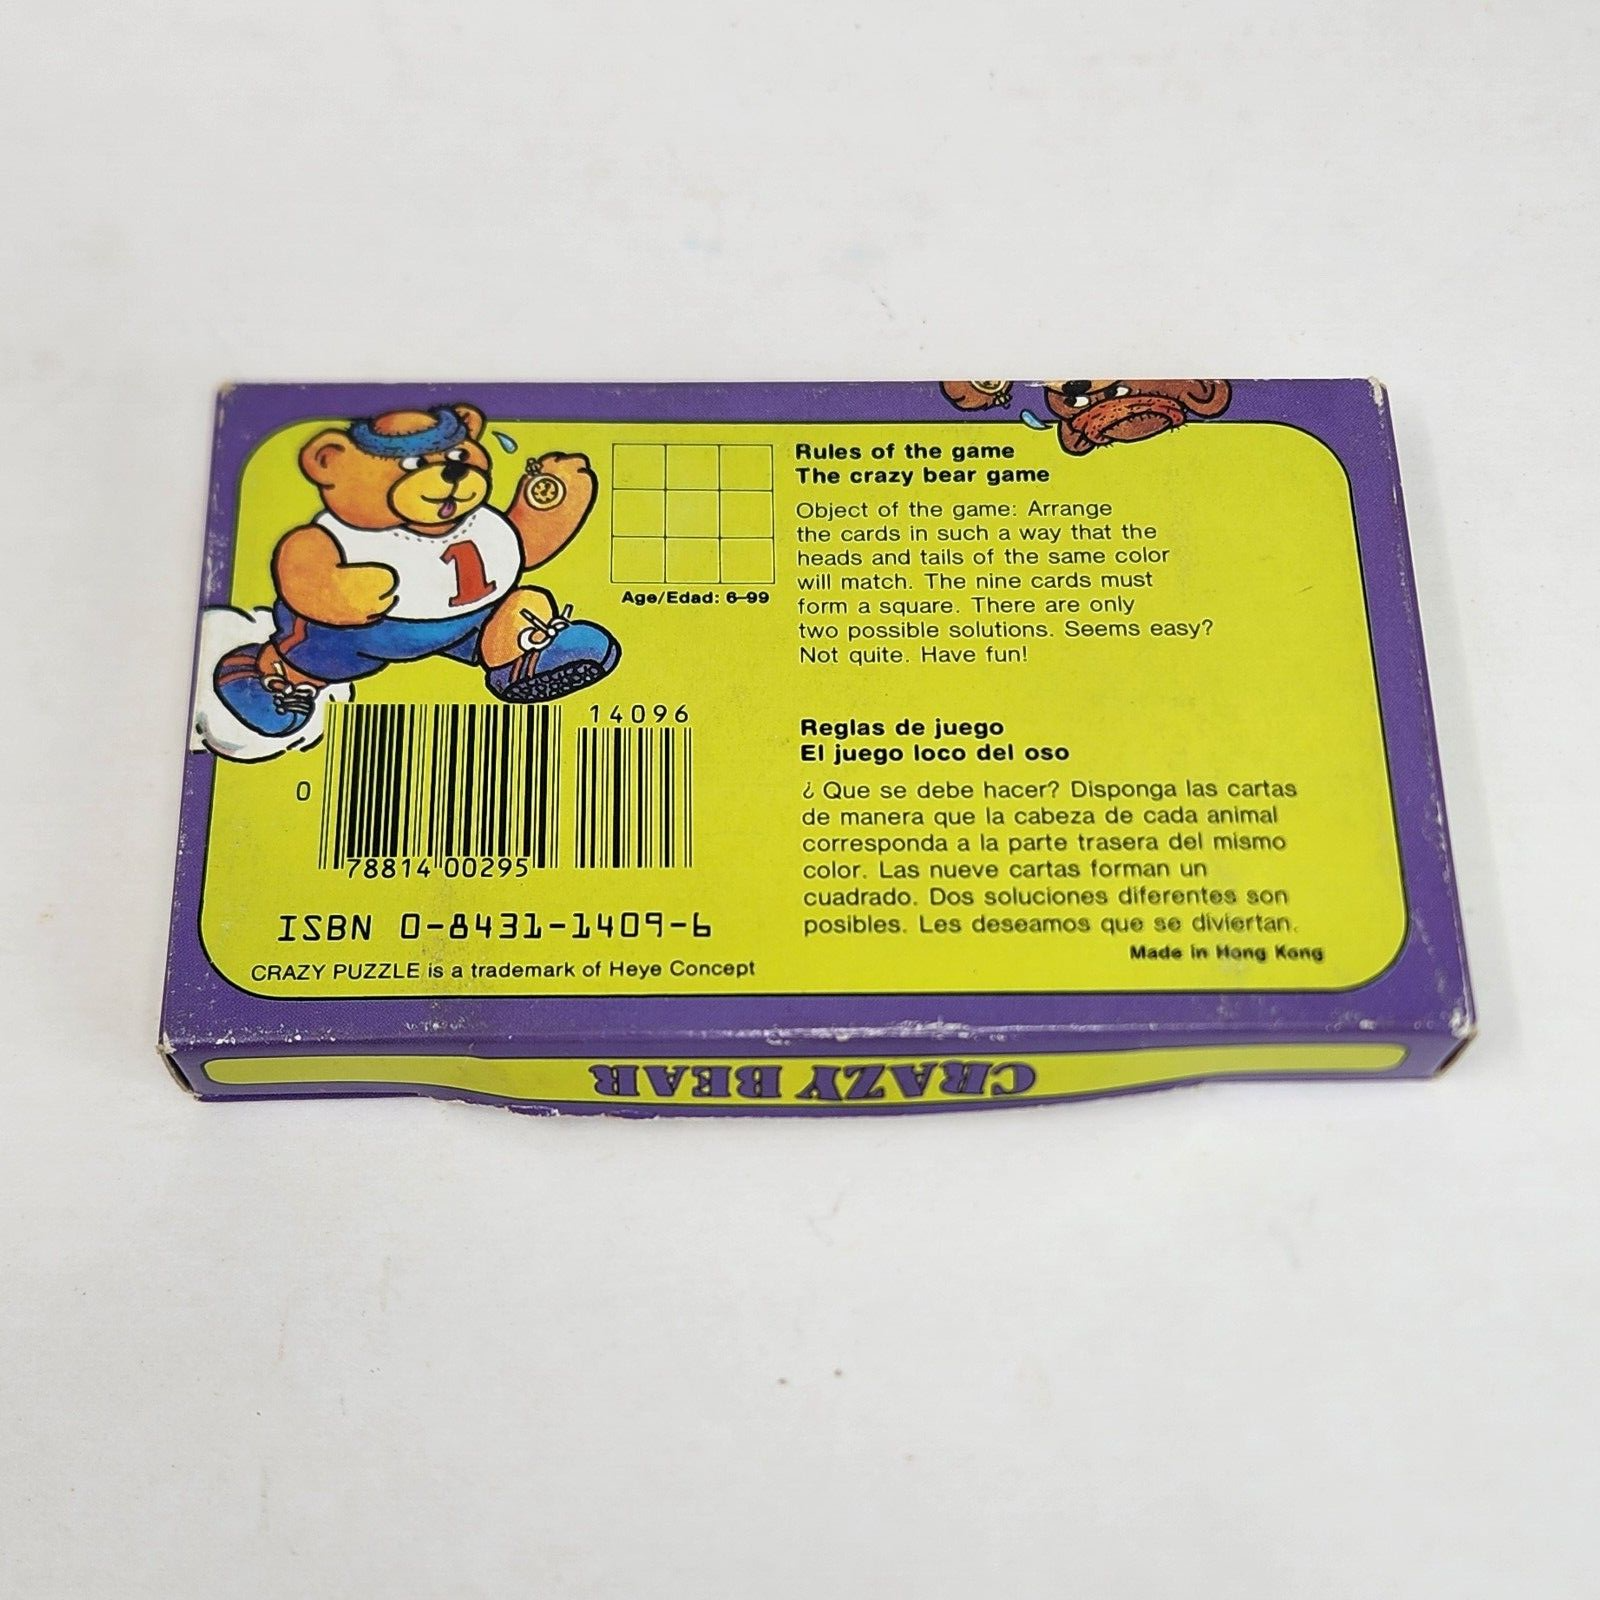 1
Age/Edad: 6-99
Rules of the game
The crazy bear game
Object of the game: Arrange
the cards in such a way that the
heads and tails of the same color
will match. The nine cards must
form a square. There are only
two possible solutions. Seems easy?
Not quite. Have fun!
Reglas de juego
El juego loco del oso
¿ Que se debe hacer? Disponga las cartas
de manera que la cabeza de cada animal
corresponda a la parte trasera del mismo
color. Las nueve cartas forman un
cuadrado. Dos soluciones diferentes son
posibles. Les deseamos que se diviertan.
Made in Hong Kong
14096
0
78814 00295
ISBN 0-8431-1409-6
CRAZY PUZZLE is a trademark of Heye Concept
CRAZY BEAR